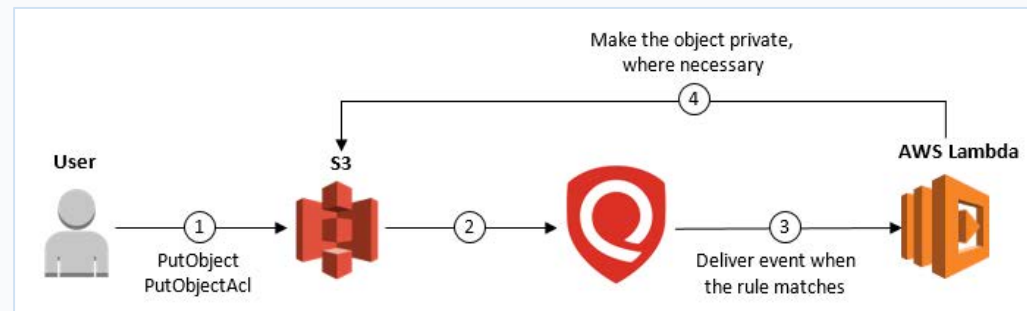 Make the object private,
where necessary
4
User
S3
AWS Lambda
1
2
3
PutObject
PutObjectAcl
Deliver event when
the rule matches